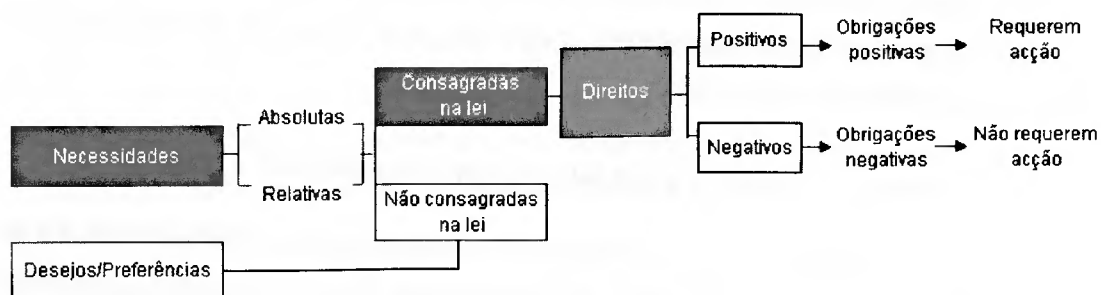 Necessidades
Absolutas
Relativas
Consagradas
na lei
Não consagradas
na lei
Desejos/Preferências
Direitos
Positivos
Obrigações
positivas
Requerem
acção
Negativos
Obrigações
negativas
Não requerem
acção